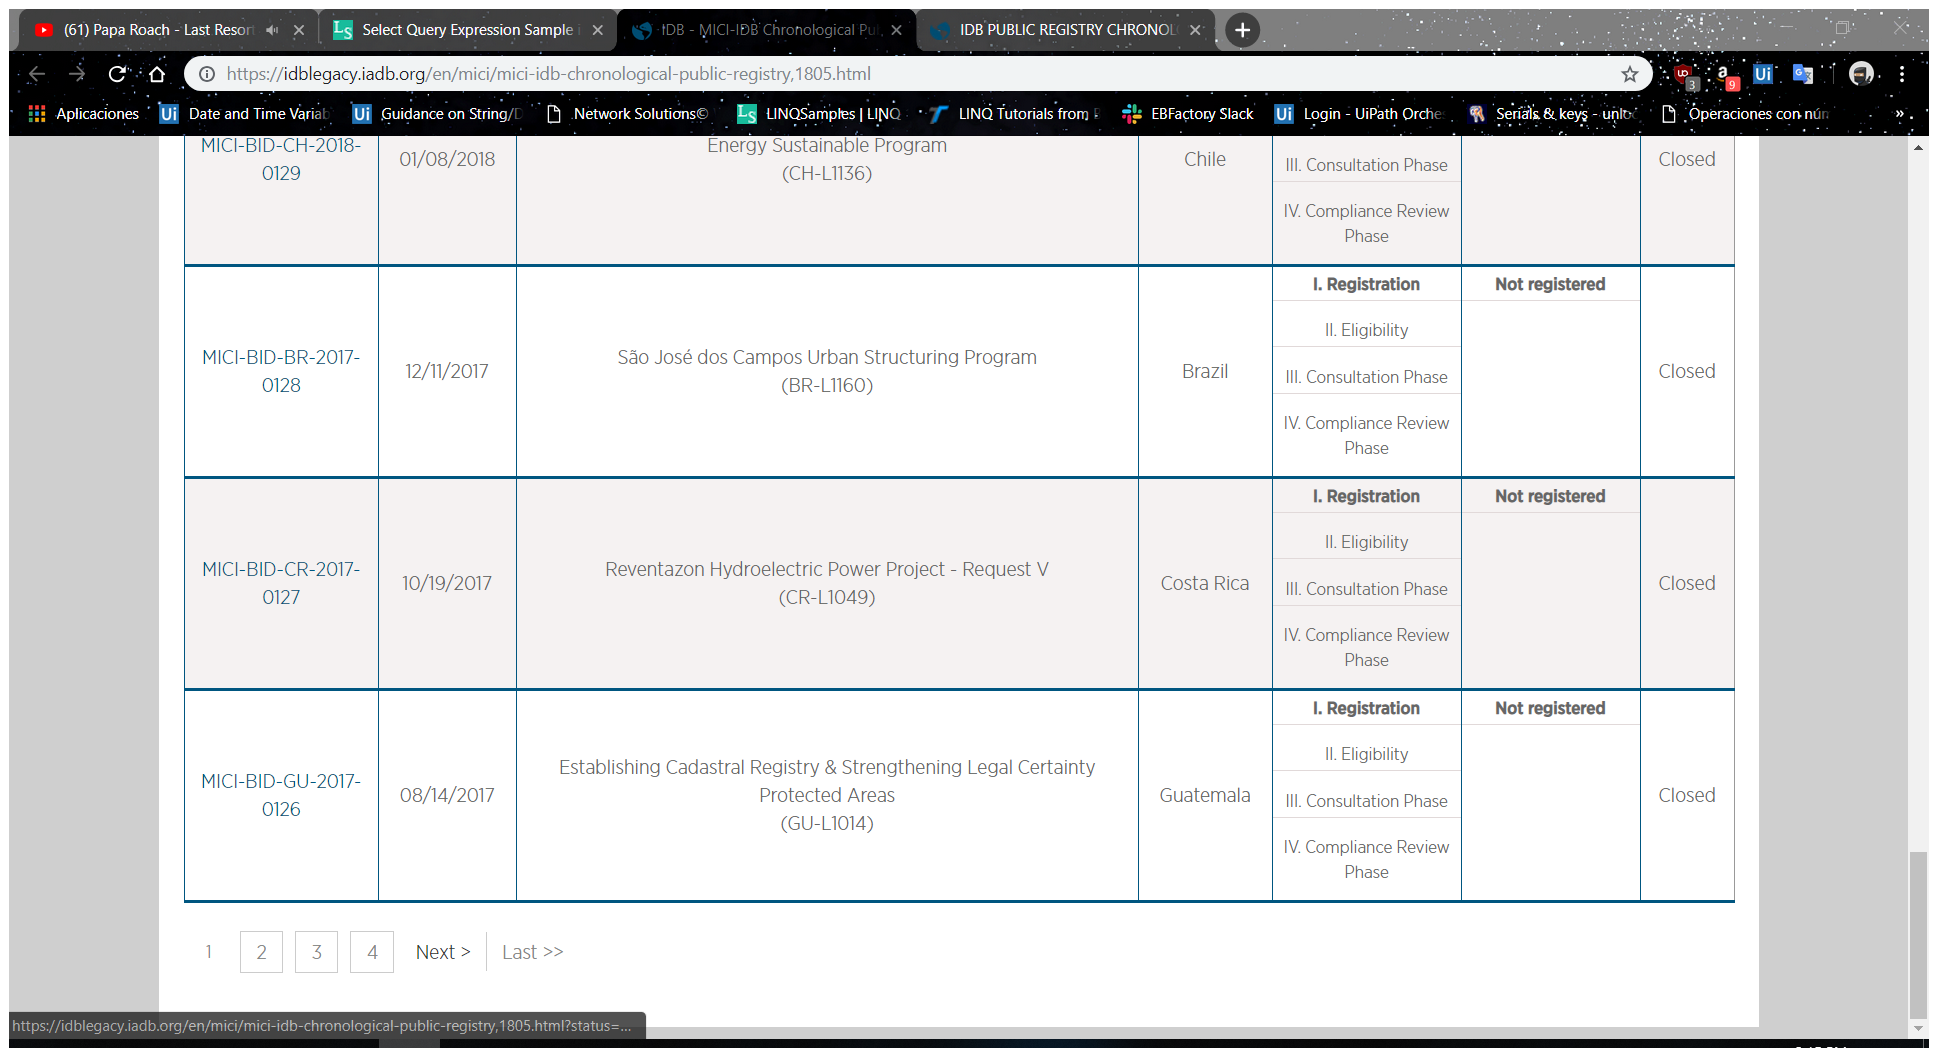 (61) Papa Roach - Last Resort
Select Query Expression Sample
IDB - MICI-IDB Chronological Pu
IDB PUBLIC REGISTRY CHRONOL
https://idblegacy.iadb.org/en/mici/mici-idb-chronological-public-registry,1805.html
3
9
Aplicaciones
Date and Time Variab
Guidance on String/D
Network Solutions©
LINQSamples | LINQ
LINQ Tutorials from
EBFactory Slack
Login - UiPath Orche
Serials & keys - unlo
Operaciones con núm
»
MICI-BID-CH-2018-
0129
01/08/2018
Energy Sustainable Program
(CH-L1136)
Chile
III. Consultation Phase
IV. Compliance Review
Phase
Closed
MICI-BID-BR-2017-
0128
12/11/2017
São José dos Campos Urban Structuring Program
(BR-L1160)
Brazil
I. Registration
Not registered
II. Eligibility
III. Consultation Phase
IV. Compliance Review
Phase
Closed
MICI-BID-CR-2017-
0127
10/19/2017
Reventazon Hydroelectric Power Project - Request V
(CR-L1049)
Costa Rica
I. Registration
Not registered
II. Eligibility
III. Consultation Phase
IV. Compliance Review
Phase
Closed
MICI-BID-GU-2017-
0126
08/14/2017
Establishing Cadastral Registry & Strengthening Legal Certainty
Protected Areas
(GU-L1014)
Guatemala
I. Registration
Not registered
II. Eligibility
III. Consultation Phase
IV. Compliance Review
Phase
Closed
1 2 3 4 Next > Last >>
https://idblegacy.iadb.org/en/mici/mici-idb-chronological-public-registry,1805.html?status=...